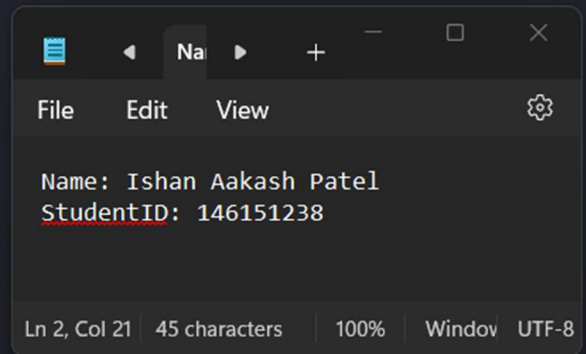 Na
File Edit View
Name: Ishan Aakash Patel
StudentID: 146151238
Ln 2, Col 21 45 characters 100% Window UTF-8